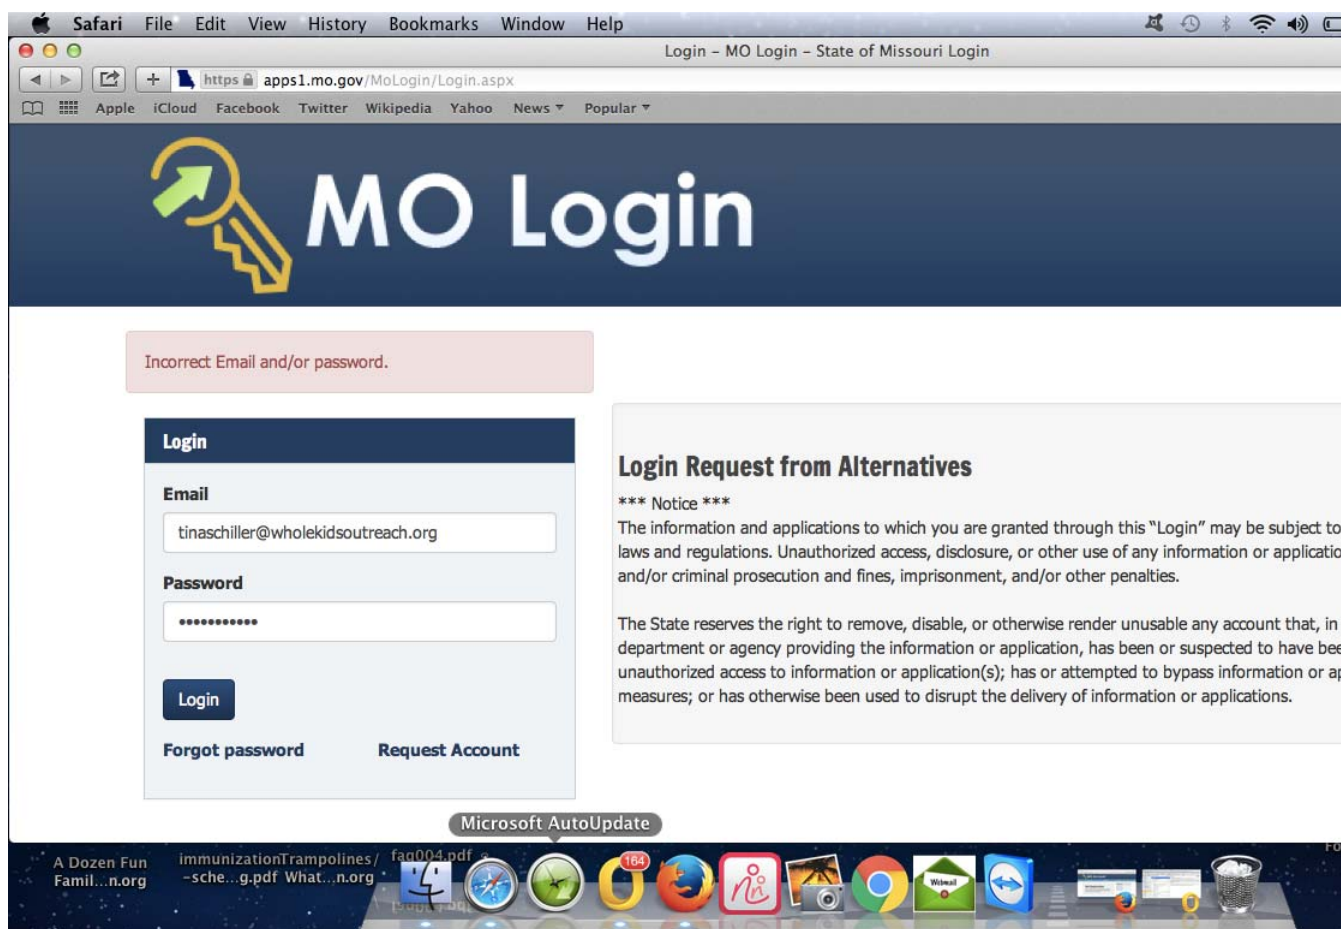 Safari File Edit View History Bookmarks Window Help
Login – MO Login – State of Missouri Login
https apps1.mo.gov/MoLogin/Login.aspx
Apple iCloud Facebook Twitter Wikipedia Yahoo News Popular
MO Login
Incorrect Email and/or password.
Login
Email
tinaschiller@wholekidsoutreach.org
Password
•••••••••••
Login
Forgot password Request Account
Login Request from Alternatives
*** Notice ***
The information and applications to which you are granted through this “Login” may be subject to
laws and regulations. Unauthorized access, disclosure, or other use of any information or applicatio
and/or criminal prosecution and fines, imprisonment, and/or other penalties.
The State reserves the right to remove, disable, or otherwise render unusable any account that, in
department or agency providing the information or application, has been or suspected to have bee
unauthorized access to information or application(s); has or attempted to bypass information or ap
measures; or has otherwise been used to disrupt the delivery of information or applications.
Microsoft AutoUpdate
A Dozen Fun immunizationTrampolines/ faq004.pdf
Famil...n.org -sche...g.pdf What...n.org
164
Webmail